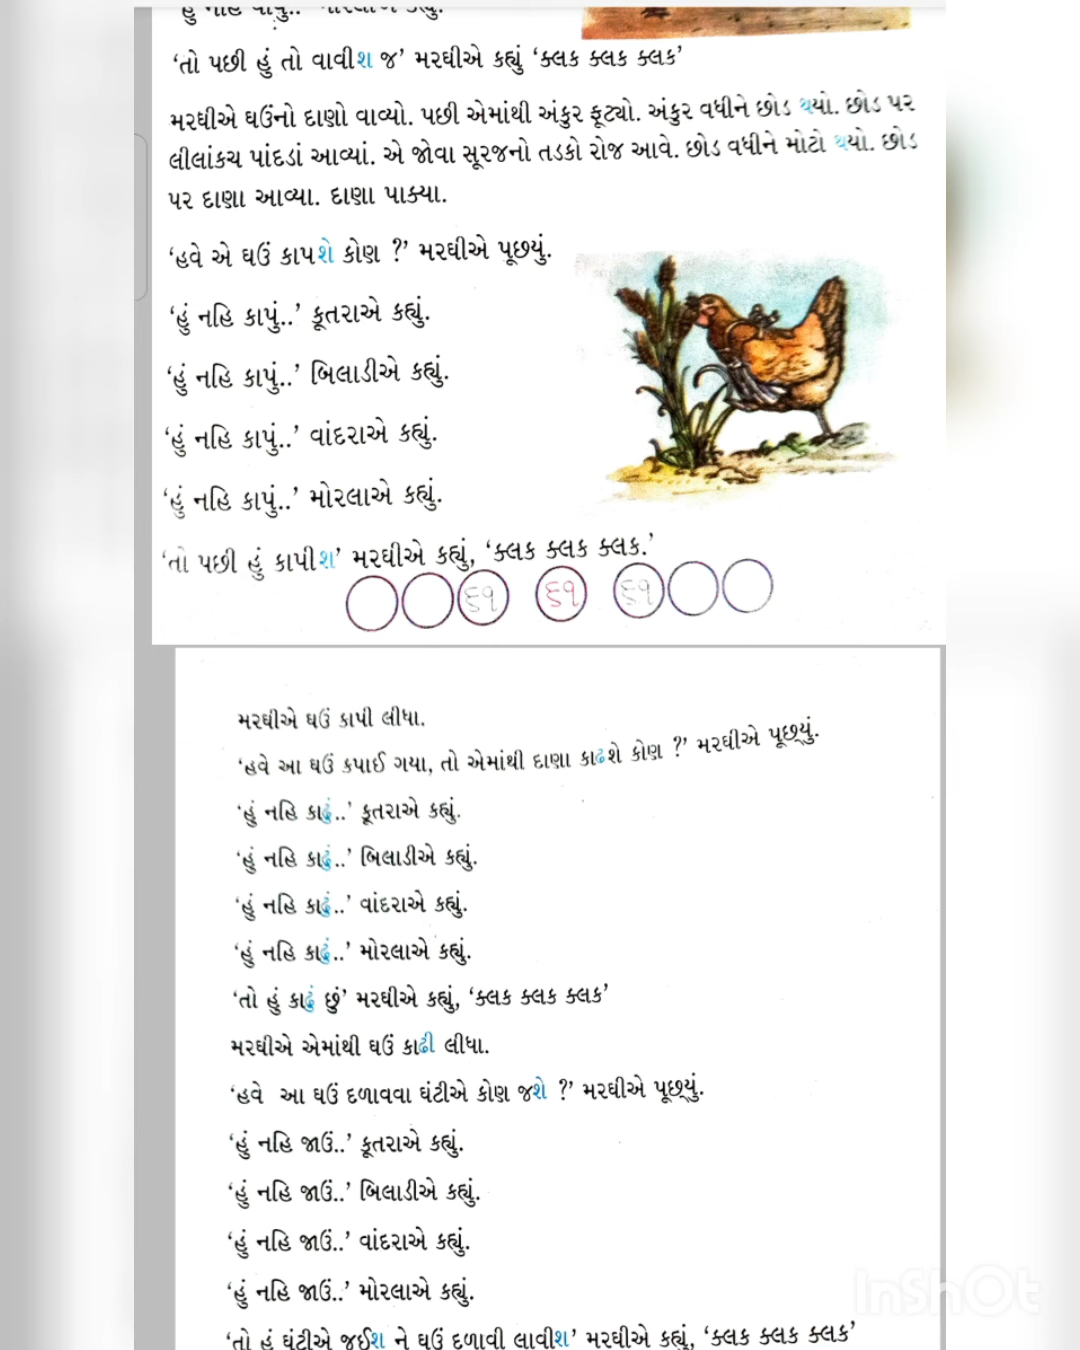 'તો પછી હું તો વાવીશ જ' મરઘીએ કહ્યું 'ક્લક ક્લક ક્લક'
મરઘીએ ઘઉંનો દાણો વાવ્યો. પછી એમાંથી અંકુર ફૂટ્યો. અંકુર વધીને છોડ થયો. છોડ પર
લીલાંકચ પાંદડાં આવ્યાં. એ જોવા સૂરજનો તડકો રોજ આવે. છોડ વધીને મોટો થયો. છોડ
પર દાણા આવ્યા. દાણા પાક્યા.
'હવે એ ઘઉં કાપશે કોણ ?' મરઘીએ પૂછયું.
'હું નહિ કાપું..' કૂતરાએ કહ્યું.
'હું નહિ કાપું..' બિલાડીએ કહ્યું.
'હું નહિ કાપું..' વાંદરાએ કહ્યું.
'હું નહિ કાપું..' મોરલાએ કહ્યું.
'તો પછી હું કાપીશ' મરઘીએ કહ્યું, 'ક્લક ક્લક ક્લક.'
૬૧ ૬૧ ૬૧
મરઘીએ ઘઉં કાપી લીધા.
'હવે આ ઘઉં કપાઈ ગયા, તો એમાંથી દાણા કાઢશે કોણ ?' મરઘીએ પૂછ્યું.
'હું નહિ કાઢું..' કૂતરાએ કહ્યું.
'હું નહિ કાઢું..' બિલાડીએ કહ્યું.
'હું નહિ કાઢું..' વાંદરાએ કહ્યું.
'હું નહિ કાઢું..' મોરલાએ કહ્યું.
'તો હું કાઢું છું' મરઘીએ કહ્યું, 'ક્લક ક્લક ક્લક'
મરઘીએ એમાંથી ઘઉં કાઢી લીધા.
'હવે આ ઘઉં દળાવવા ઘંટીએ કોણ જશે ?' મરઘીએ પૂછ્યું.
'હું નહિ જાઉં..' કૂતરાએ કહ્યું.
'હું નહિ જાઉં..' બિલાડીએ કહ્યું.
'હું નહિ જાઉં..' વાંદરાએ કહ્યું.
'હું નહિ જાઉં..' મોરલાએ કહ્યું.
'તો હું ઘંટીએ જઈશ ને ઘઉં દળાવી લાવીશ' મરઘીએ કહ્યું, 'ક્લક ક્લક ક્લક'
InShOt